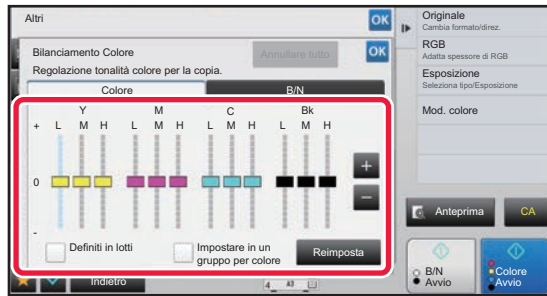 Altri
OK
Bilanciamento Colore
Annullare tutto
OK
Regolazione tonalità colore per la copia.
Colore
B/N
Y M C Bk
+ L M H L M H L M H L M H
+
0
−
-
Definiti in lotti
Impostare in un
gruppo per colore
Reimposta
Indietro
4 A3
Originale
Cambia formato/direz.
RGB
Adatta spessore di RGB
Esposizione
Seleziona tipo/Esposizione
Mod. colore
Anteprima
CA
B/N
Avvio
Colore
Avvio